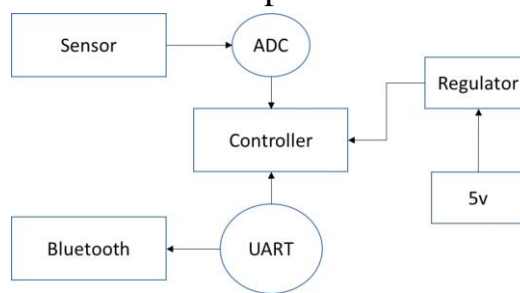 Sensor
ADC
Regulator
Controller
5v
Bluetooth
UART